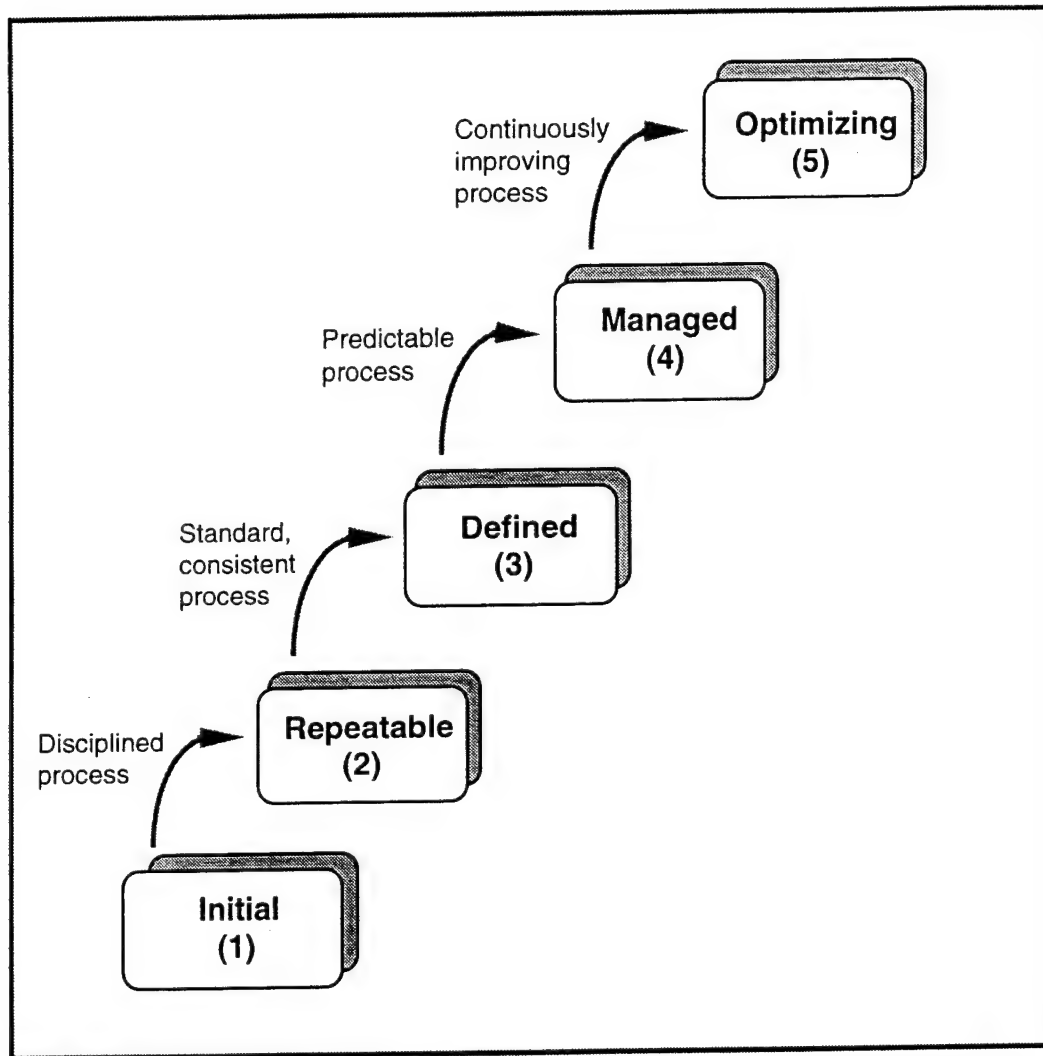 Continuously
improving
process
Optimizing
(5)
Predictable
process
Managed
(4)
Standard,
consistent
process
Defined
(3)
Disciplined
process
Repeatable
(2)
Initial
(1)